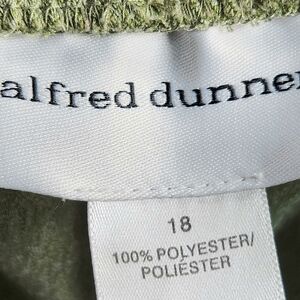 alfred dunner
18
100% POLYESTER/
POLIÉSTER